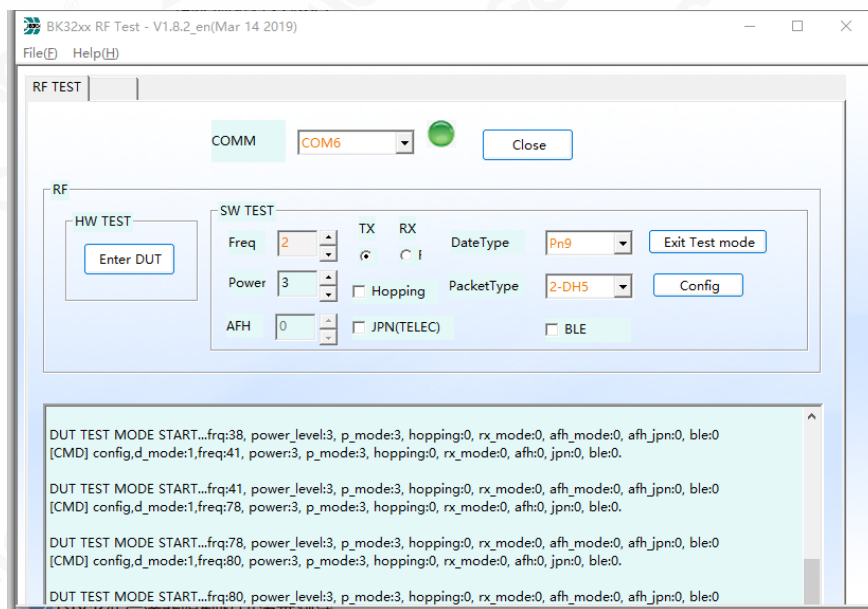 BK32xx RF Test - V1.8.2_en(Mar 14 2019)
File(F) Help(H)
RF TEST
COMM COM6 Close
RF
HW TEST
Enter DUT
SW TEST
TX RX
Freq 2 DateType Pn9 Exit Test mode
Power 3 Hopping PacketType 2-DH5 Config
AFH 0 JPN(TELEC) BLE
DUT TEST MODE START...frq:38, power_level:3, p_mode:3, hopping:0, rx_mode:0, afh_mode:0, afh_jpn:0, ble:0
[CMD] config,d_mode:1,freq:41, power:3, p_mode:3, hopping:0, rx_mode:0, afh:0, jpn:0, ble:0.
DUT TEST MODE START...frq:41, power_level:3, p_mode:3, hopping:0, rx_mode:0, afh_mode:0, afh_jpn:0, ble:0
[CMD] config,d_mode:1,freq:78, power:3, p_mode:3, hopping:0, rx_mode:0, afh:0, jpn:0, ble:0.
DUT TEST MODE START...frq:78, power_level:3, p_mode:3, hopping:0, rx_mode:0, afh_mode:0, afh_jpn:0, ble:0
[CMD] config,d_mode:1,freq:80, power:3, p_mode:3, hopping:0, rx_mode:0, afh:0, jpn:0, ble:0.
DUT TEST MODE START...frq:80, power_level:3, p_mode:3, hopping:0, rx_mode:0, afh_mode:0, afh_jpn:0, ble:0